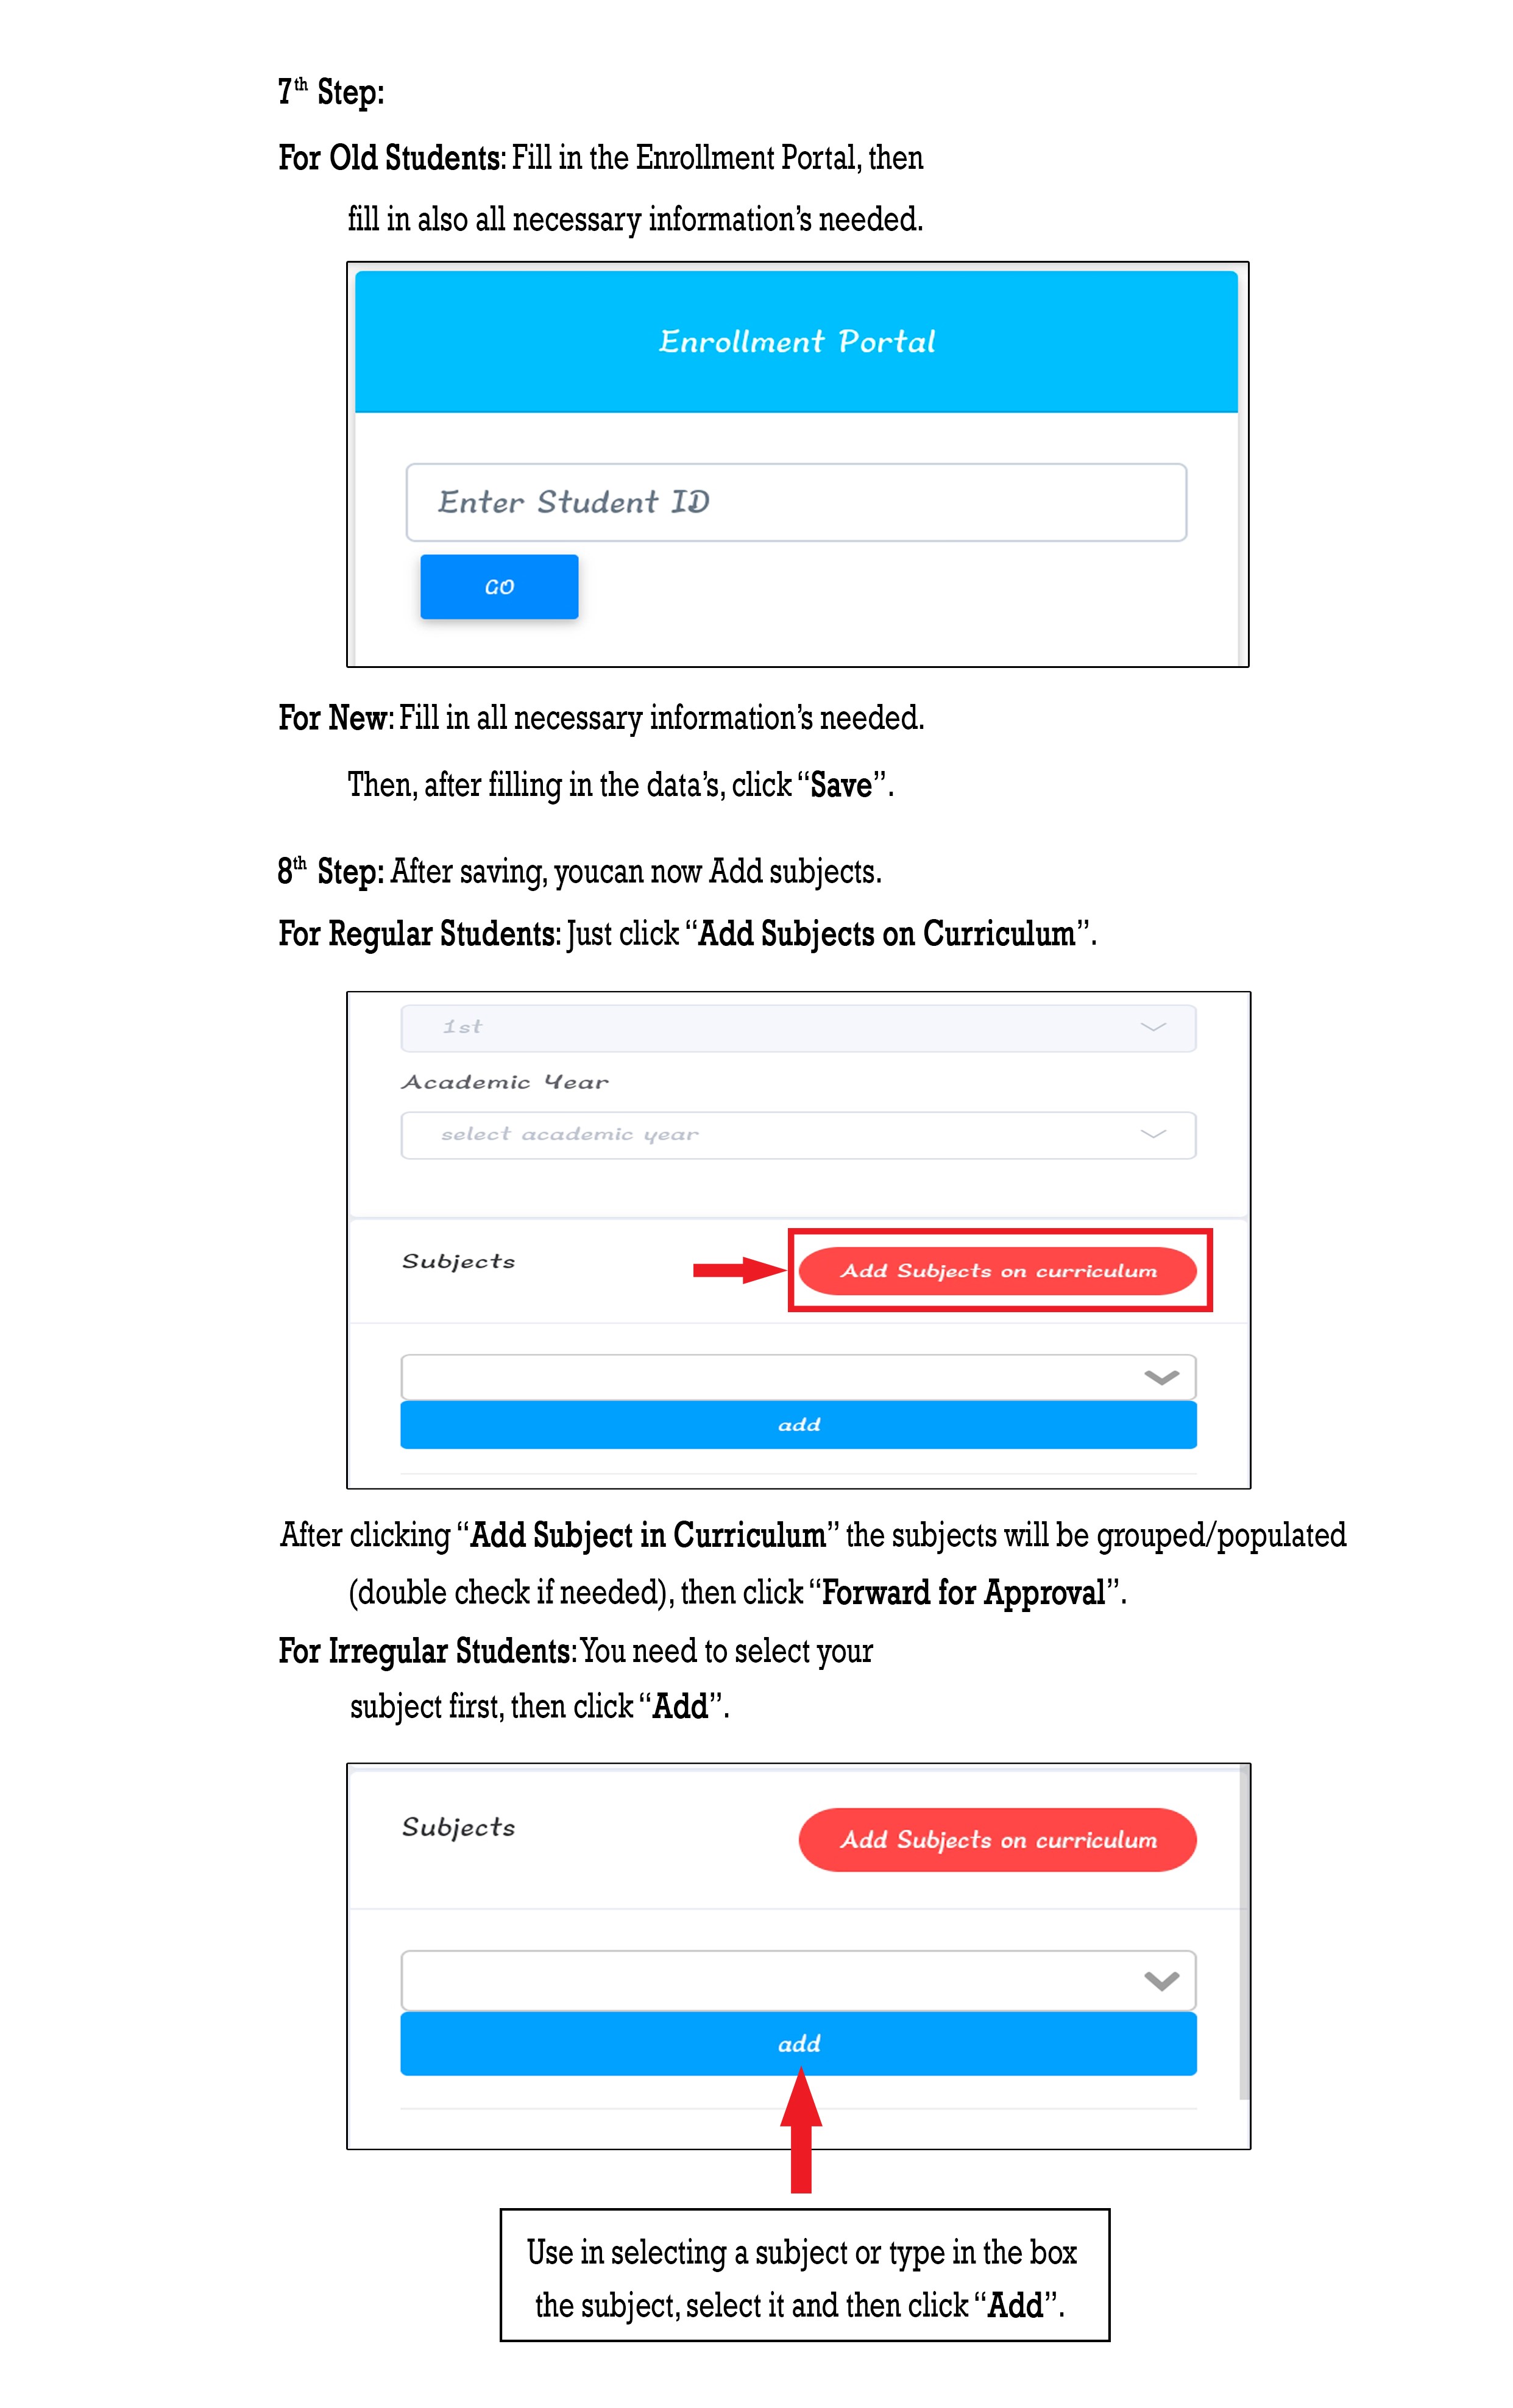 7th Step:
For Old Students: Fill in the Enrollment Portal, then
fill in also all necessary information’s needed.
Enrollment Portal
Enter Student ID
GO
For New: Fill in all necessary information’s needed.
Then, after filling in the data’s, click “Save”.
8th Step: After saving, youcan now Add subjects.
For Regular Students: Just click “Add Subjects on Curriculum”.
1st
Academic Year
select academic year
Subjects
Add Subjects on curriculum
add
After clicking “Add Subject in Curriculum” the subjects will be grouped/populated
(double check if needed), then click “Forward for Approval”.
For Irregular Students: You need to select your
subject first, then click “Add”.
Subjects
Add Subjects on curriculum
add
Use in selecting a subject or type in the box
the subject, select it and then click “Add”.